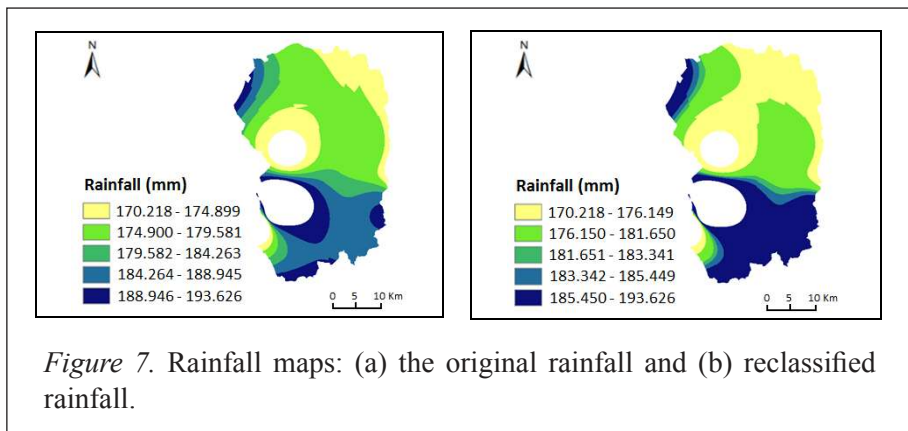 N
Rainfall (mm)
170.218 - 174.899
174.900 - 179.581
179.582 - 184.263
184.264 - 188.945
188.946 - 193.626
0 5 10 Km
N
Rainfall (mm)
170.218 - 176.149
176.150 - 181.650
181.651 - 183.341
183.342 - 185.449
185.450 - 193.626
0 5 10 Km
Figure 7. Rainfall maps: (a) the original rainfall and (b) reclassified
rainfall.